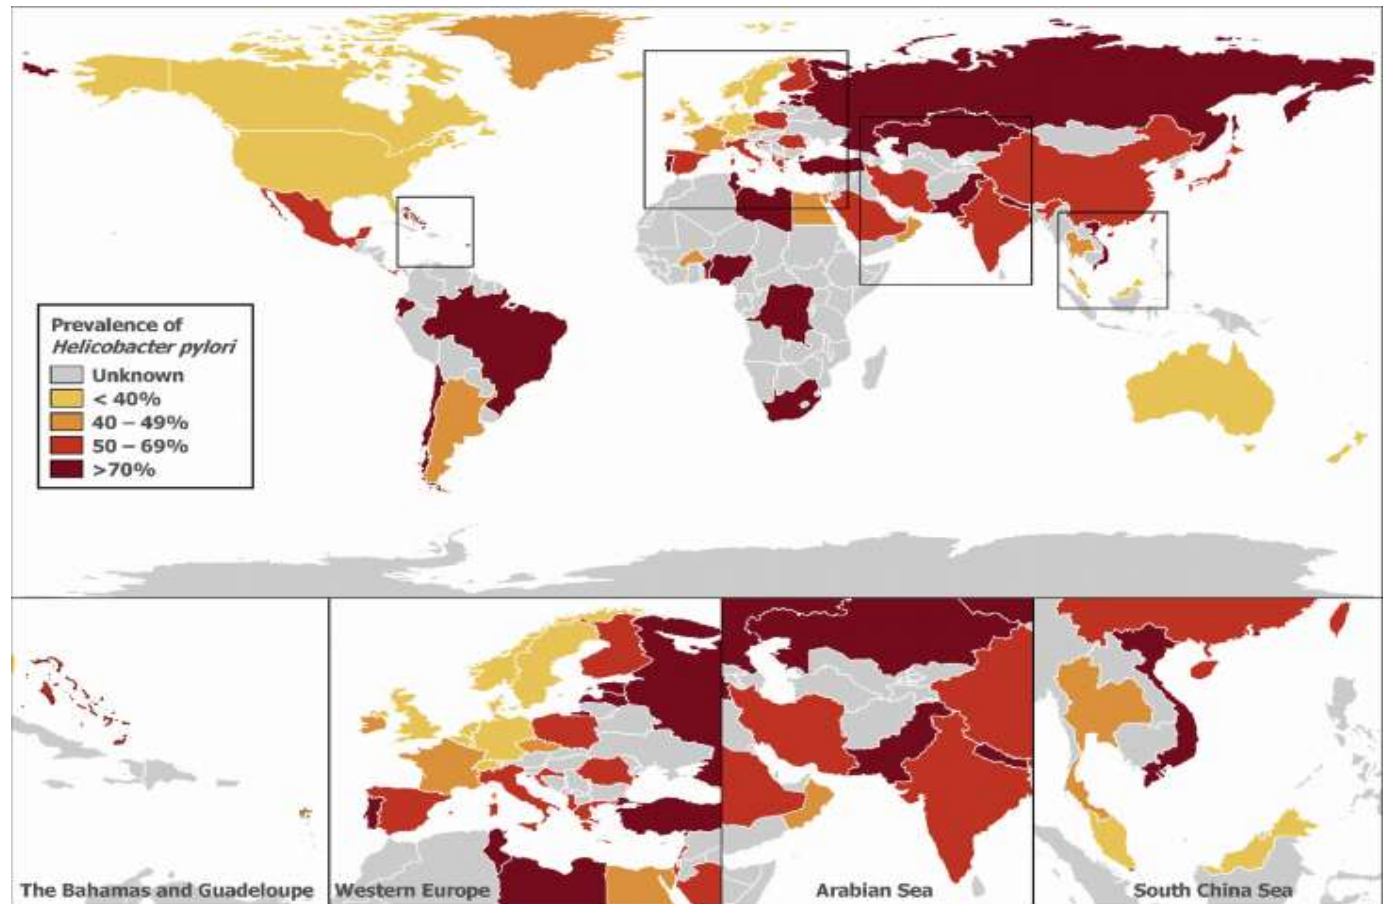 Prevalence of
Helicobacter pylori
Unknown
< 40%
40 – 49%
50 – 69%
>70%
The Bahamas and Guadeloupe
Western Europe
Arabian Sea
South China Sea